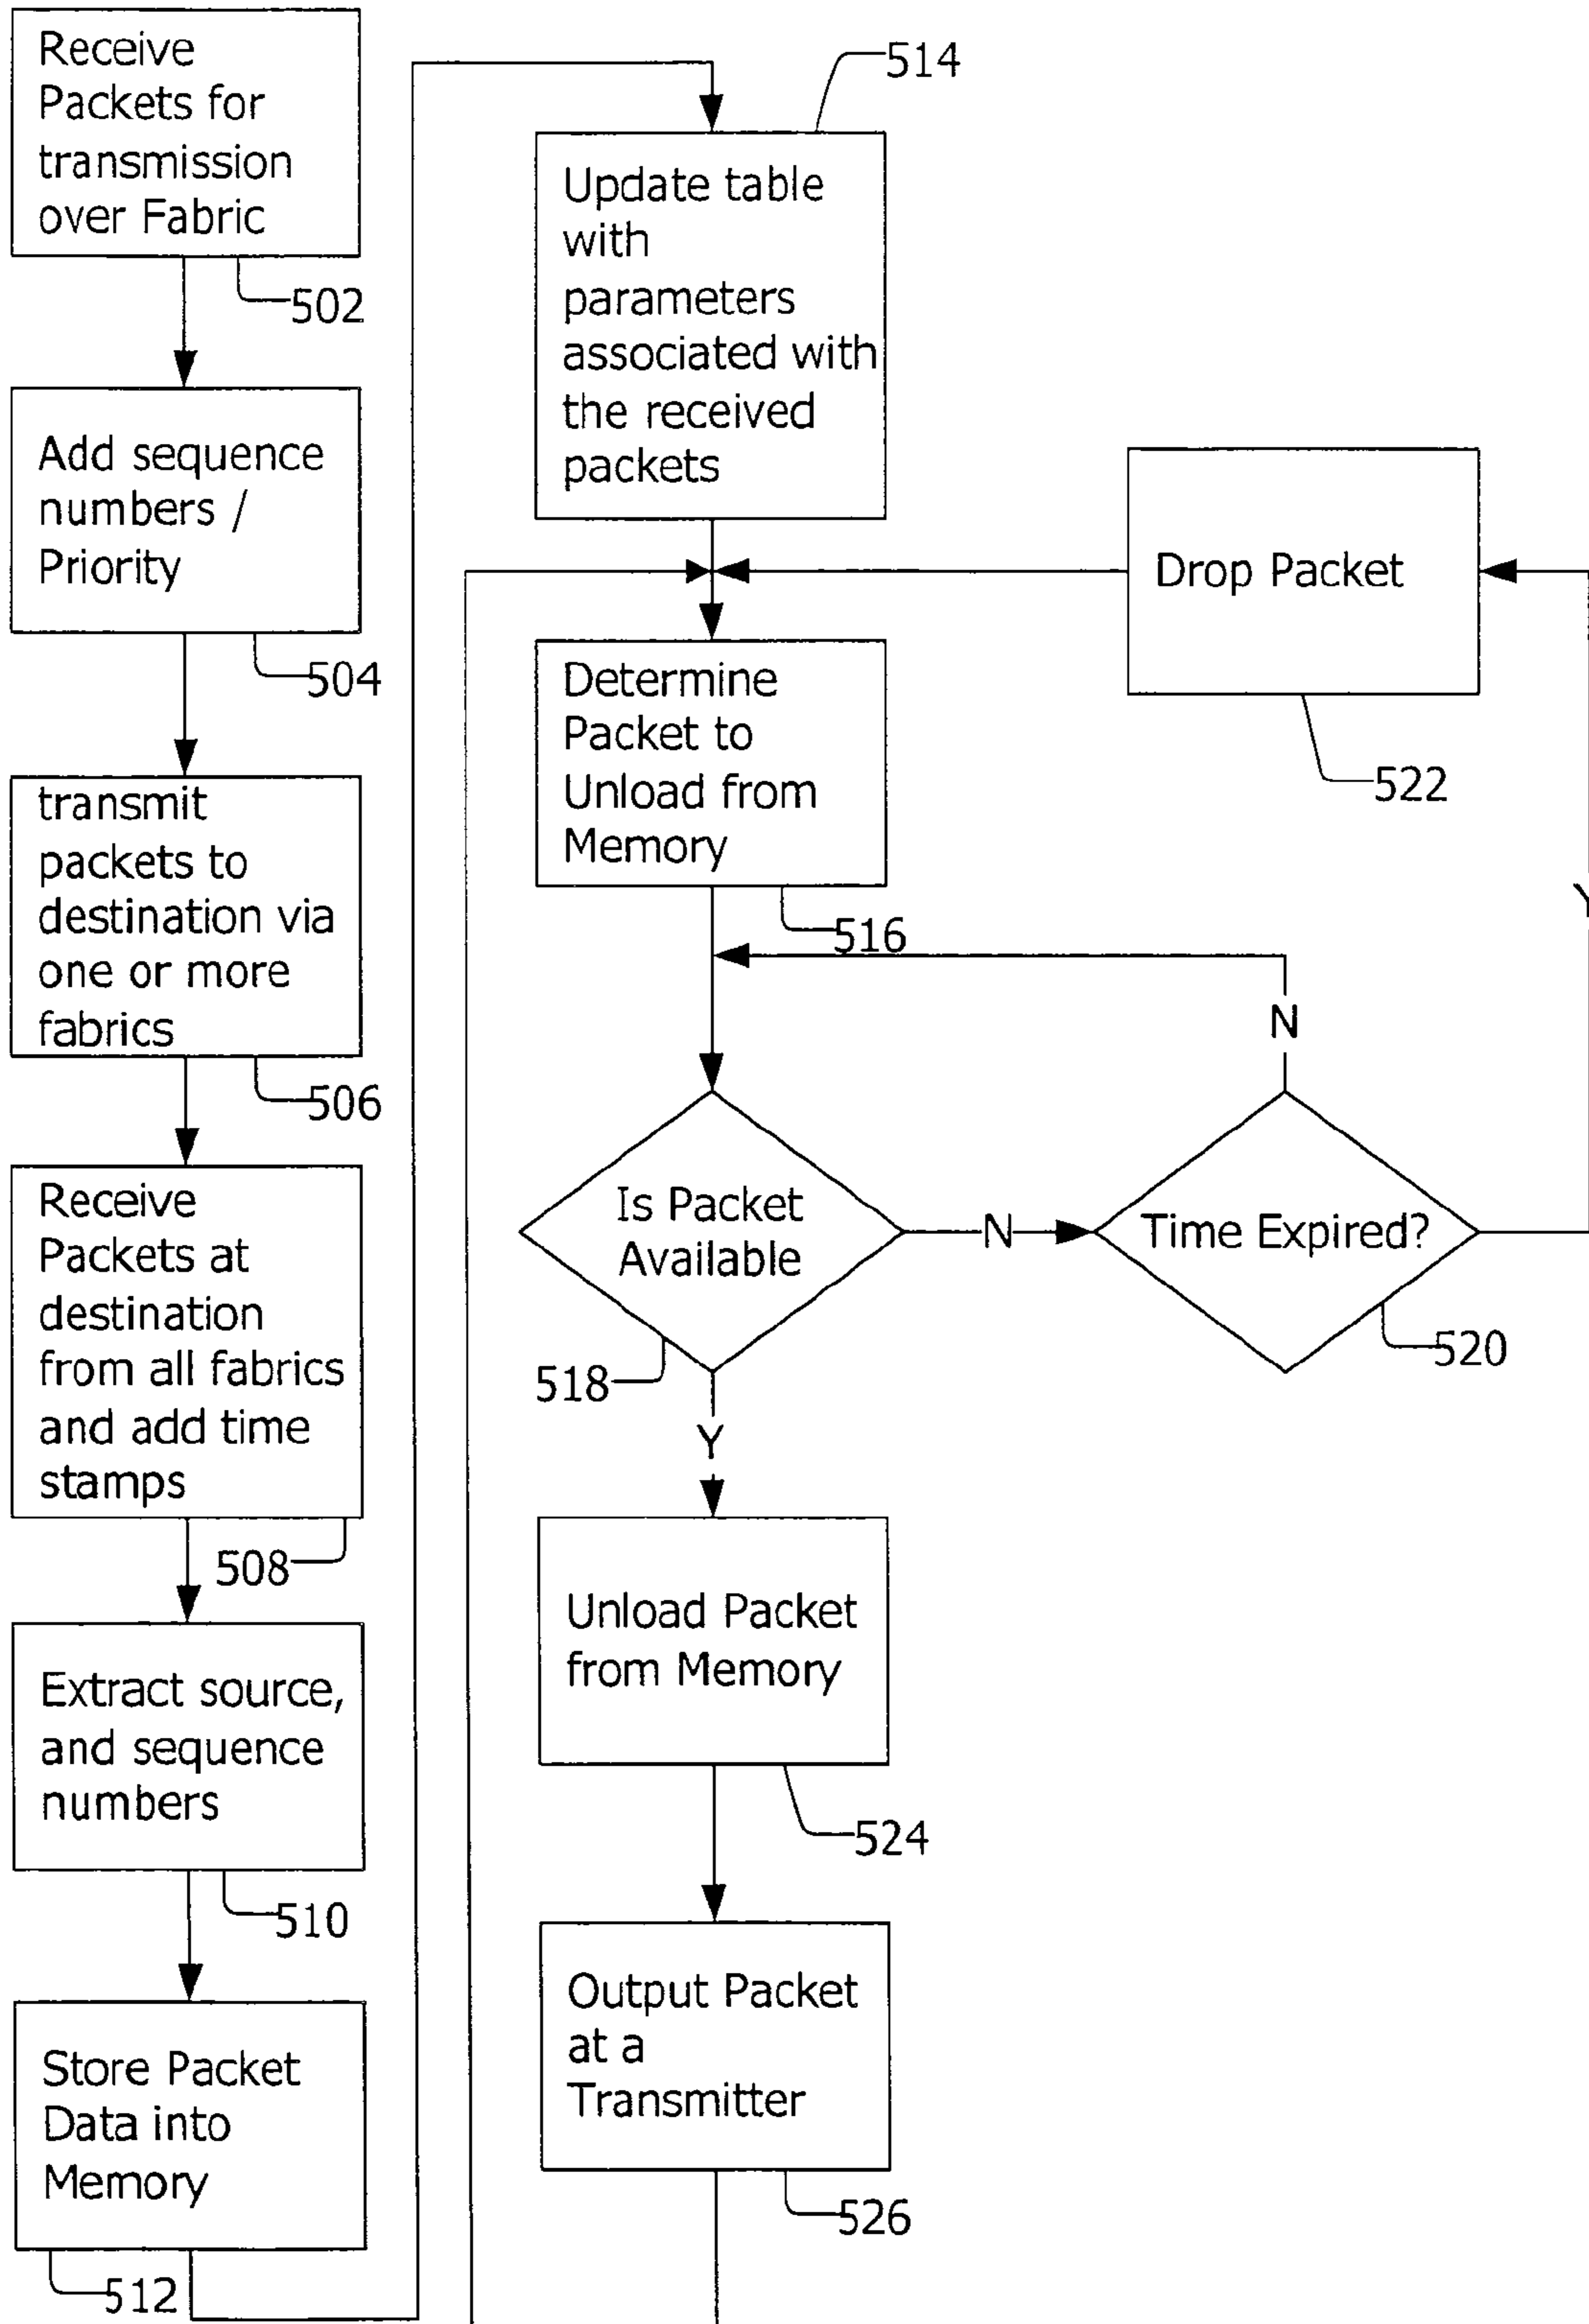 Receive
Packets for
transmission
over Fabric
502
Add sequence
numbers /
Priority
504
transmit
packets to
destination via
one or more
fabrics
506
Receive
Packets at
destination
from all fabrics
and add time
stamps
508
Extract source,
and sequence
numbers
510
Store Packet
Data into
Memory
512
514
Update table
with
parameters
associated with
the received
packets
Determine
Packet to
Unload from
Memory
516
Is Packet
Available
518
N
Time Expired?
520
N
Y
Drop Packet
522
Y
Unload Packet
from Memory
524
Output Packet
at a
Transmitter
526